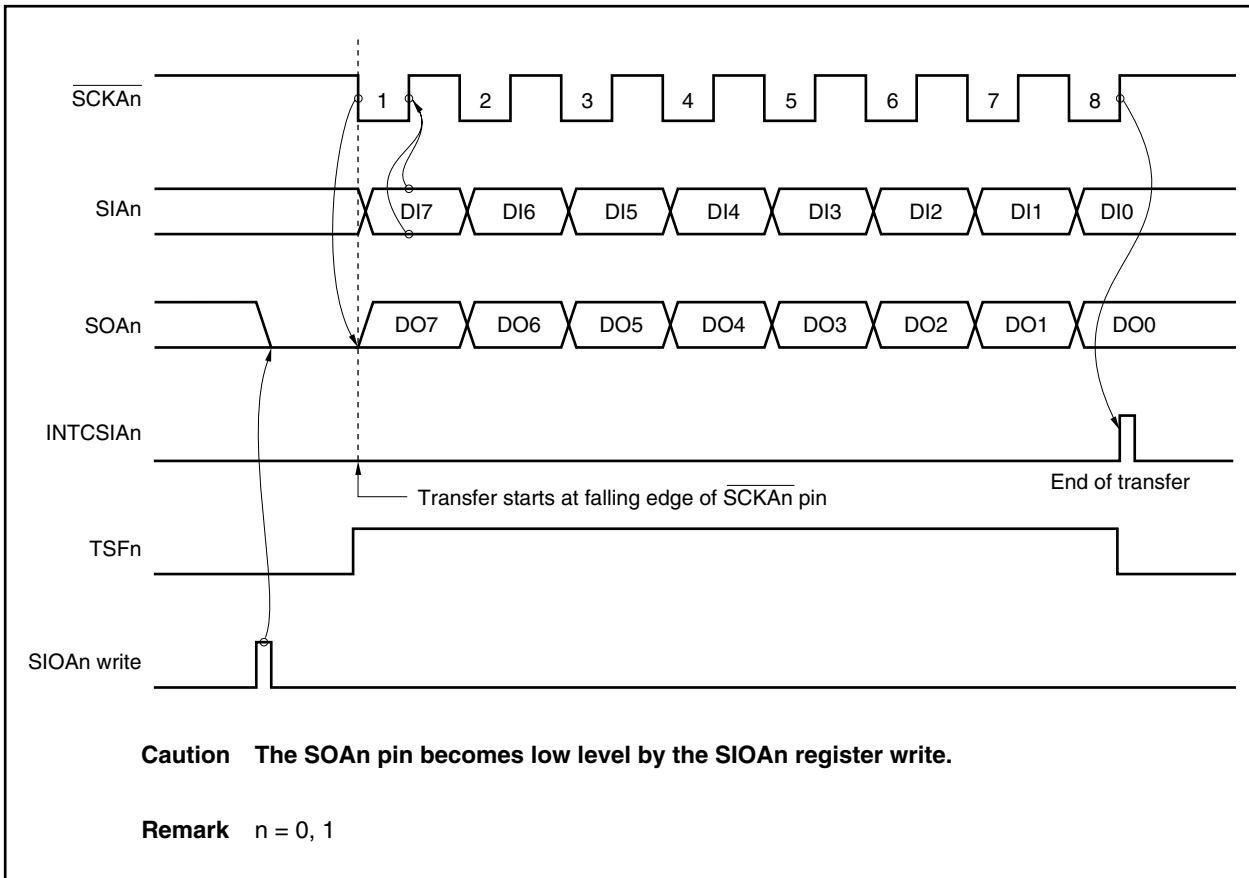 SCKAn 1 2 3 4 5 6 7 8
SIAn DI7 DI6 DI5 DI4 DI3 DI2 DI1 DI0
SOAn DO7 DO6 DO5 DO4 DO3 DO2 DO1 DO0
INTCSIAn
End of transfer
Transfer starts at falling edge of SCKAn pin
TSFn
SIOAn write
Caution The SOAn pin becomes low level by the SIOAn register write.
Remark n = 0, 1